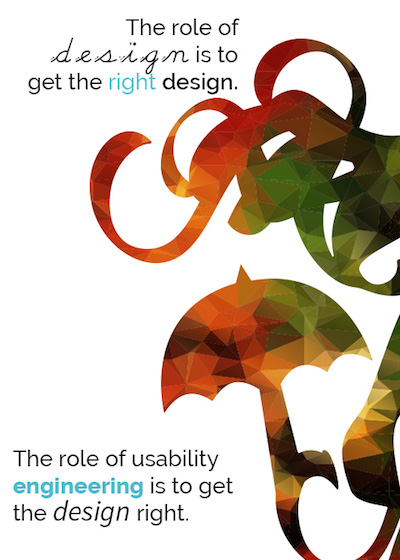 The role of
design is to
get the right design.
The role of usability
engineering is to get
the design right.